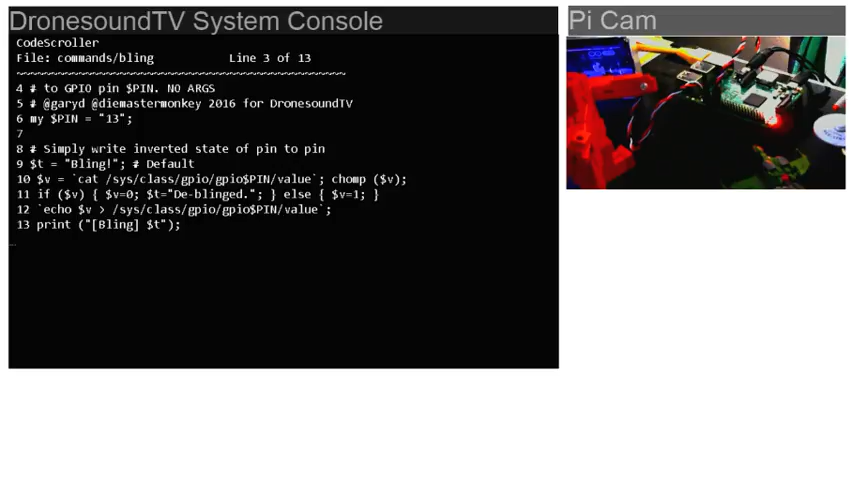 DronesoundTV System Console
Pi Cam
CodeScroller
File: commands/bling Line 3 of 13
~~~~~~~~~~~~~~~~~~~~~~~~~~~~~~~~~~~~~~~~~~~~~~~~
4 # to GPIO pin $PIN. NO ARGS
5 # @garyd @diemastermonkey 2016 for DronesoundTV
6 my $PIN = "13";
7
8 # Simply write inverted state of pin to pin
9 $t = "Bling!"; # Default
10 $v = `cat /sys/class/gpio/gpio$PIN/value`; chomp ($v);
11 if ($v) { $v=0; $t="De-blinged."; } else { $v=1; }
12 `echo $v > /sys/class/gpio/gpio$PIN/value`;
13 print ("[Bling] $t");